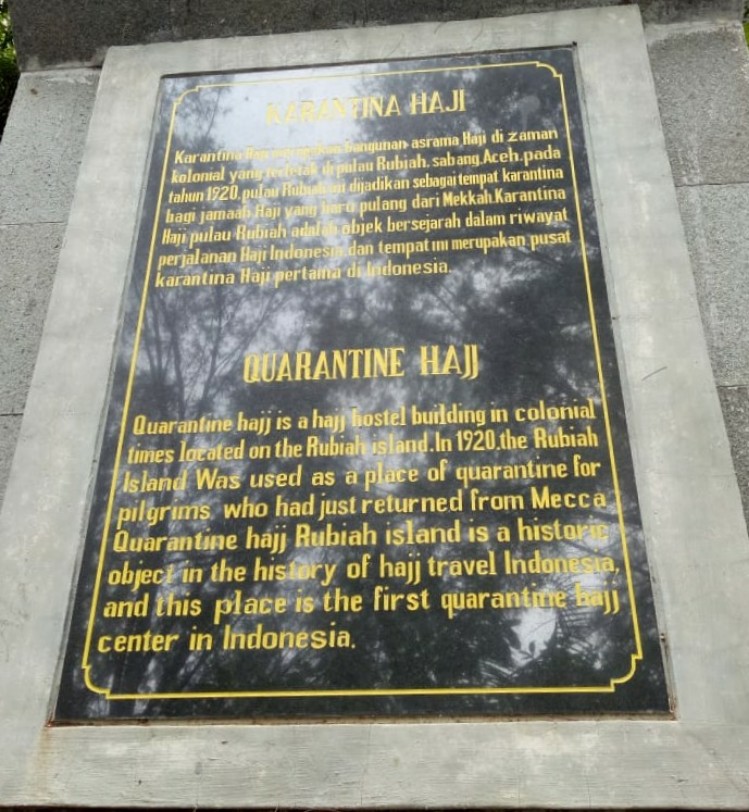 KARANTINA HAJI
Karantina Haji merupakan bangunan asrama Haji di zaman
kolonial yang terletak di pulau Rubiah. sabang, Aceh. pada
tahun 1920, pulau Rubiah ini dijadikan sebagai tempat karantina
bagi jamaah Haji yang baru pulang dari Mekkah. Karantina
Haji pulau Rubiah adalah objek bersejarah dalam riwayat
perjalanan Haji Indonesia, dan tempat ini merupakan pusat
karantina Haji pertama di Indonesia.
QUARANTINE HAJJ
Quarantine hajj is a hajj hostel building in colonial
times located on the Rubiah island. In 1920, the Rubiah
Island Was used as a place of quarantine for
pilgrims who had just returned from Mecca
Quarantine hajj Rubiah island is a historic
object in the history of hajj travel Indonesia,
and this place is the first quarantine hajj
center in Indonesia.